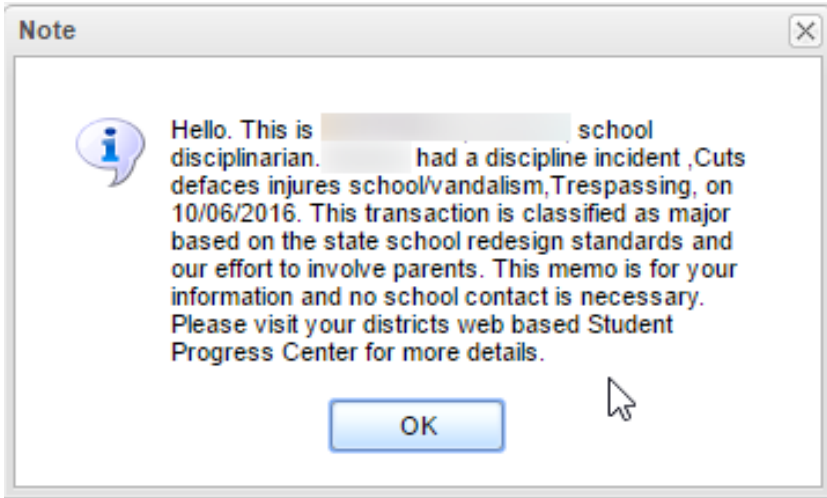 Note
Hello. This is school
disciplinarian. had a discipline incident ,Cuts
defaces injures school/vandalism,Trespassing, on
10/06/2016. This transaction is classified as major
based on the state school redesign standards and
our effort to involve parents. This memo is for your
information and no school contact is necessary.
Please visit your districts web based Student
Progress Center for more details.
OK